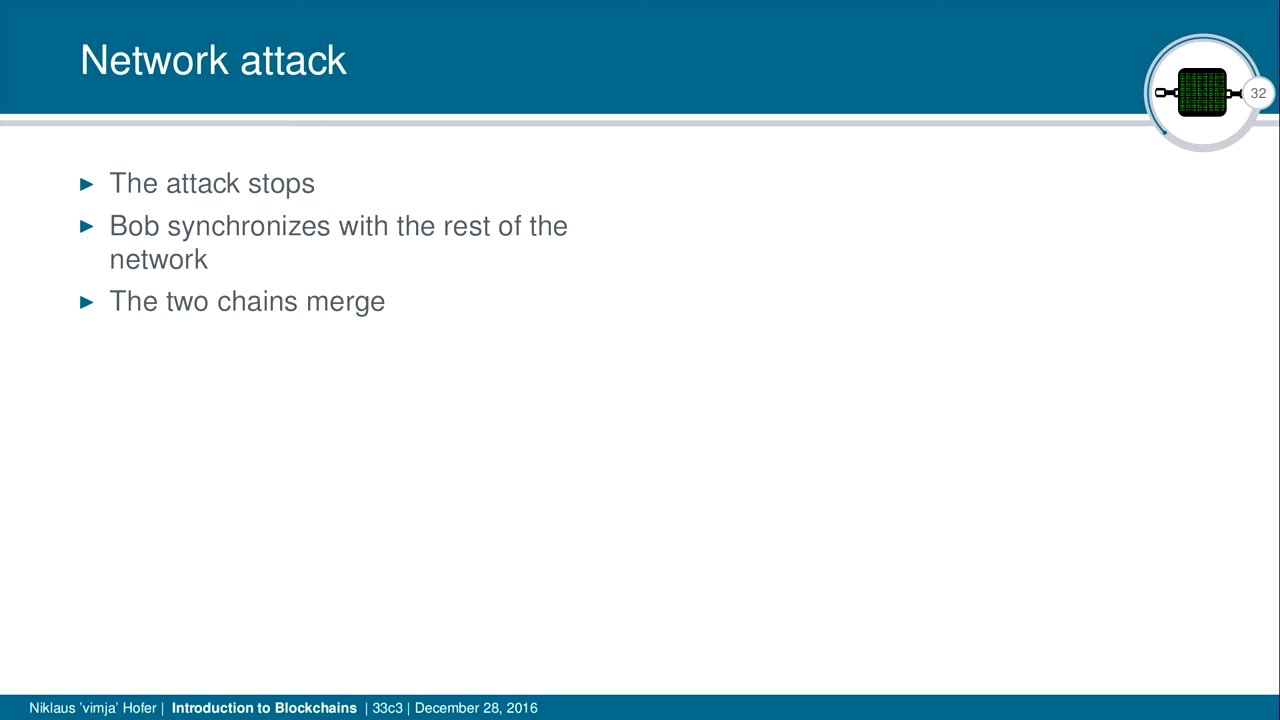 Network attack
32
▶ The attack stops
▶ Bob synchronizes with the rest of the
network
▶ The two chains merge
Niklaus 'vimja' Hofer | Introduction to Blockchains | 33c3 | December 28, 2016